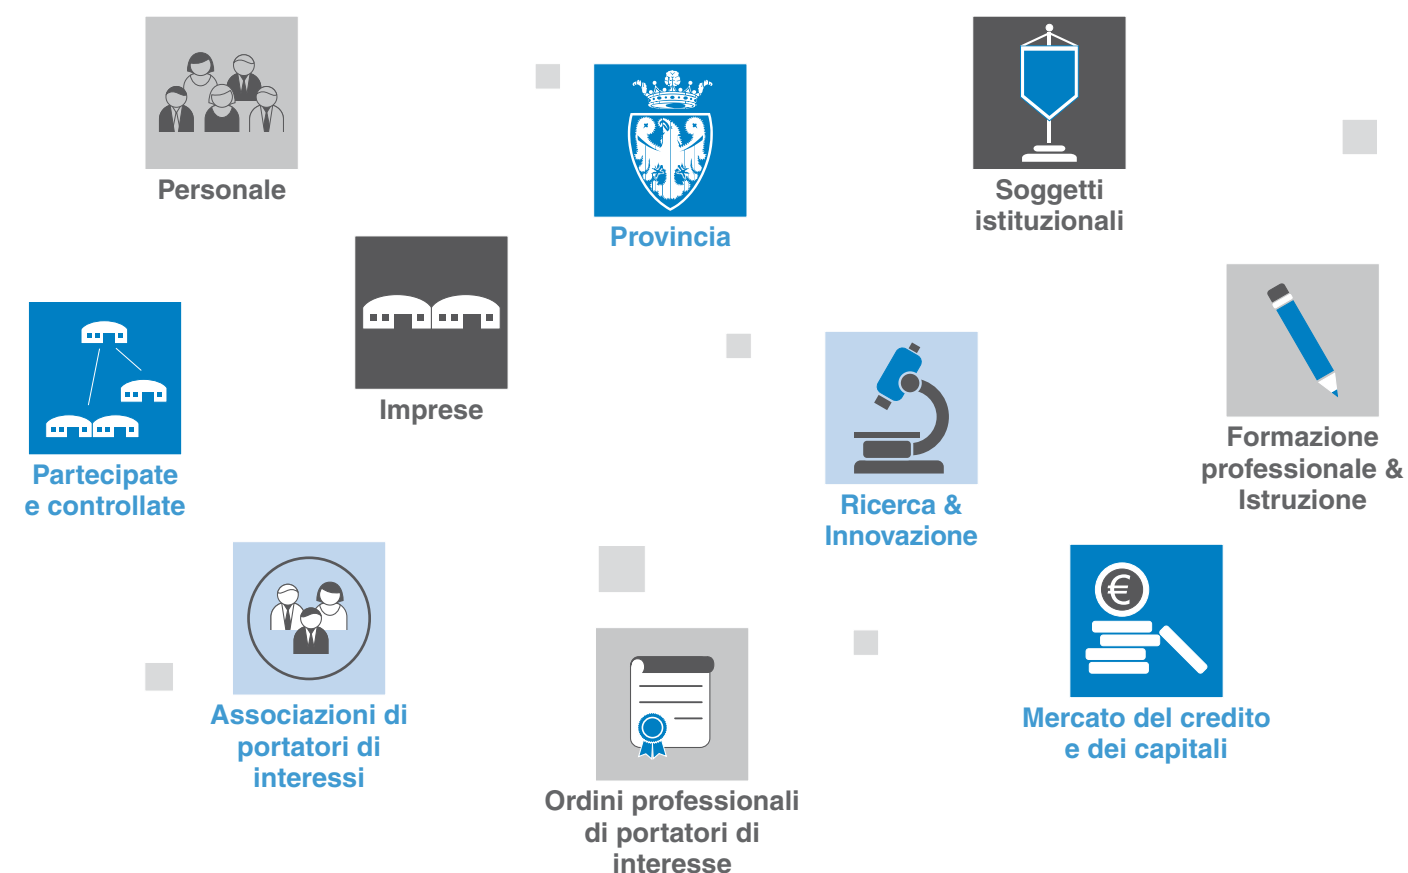 Personale
Provincia
Soggetti
istituzionali
Imprese
Partecipate
e controllate
Ricerca &
Innovazione
Formazione
professionale &
Istruzione
Associazioni di
portatori di
interessi
Ordini professionali
di portatori di
interesse
€
Mercato del credito
e dei capitali